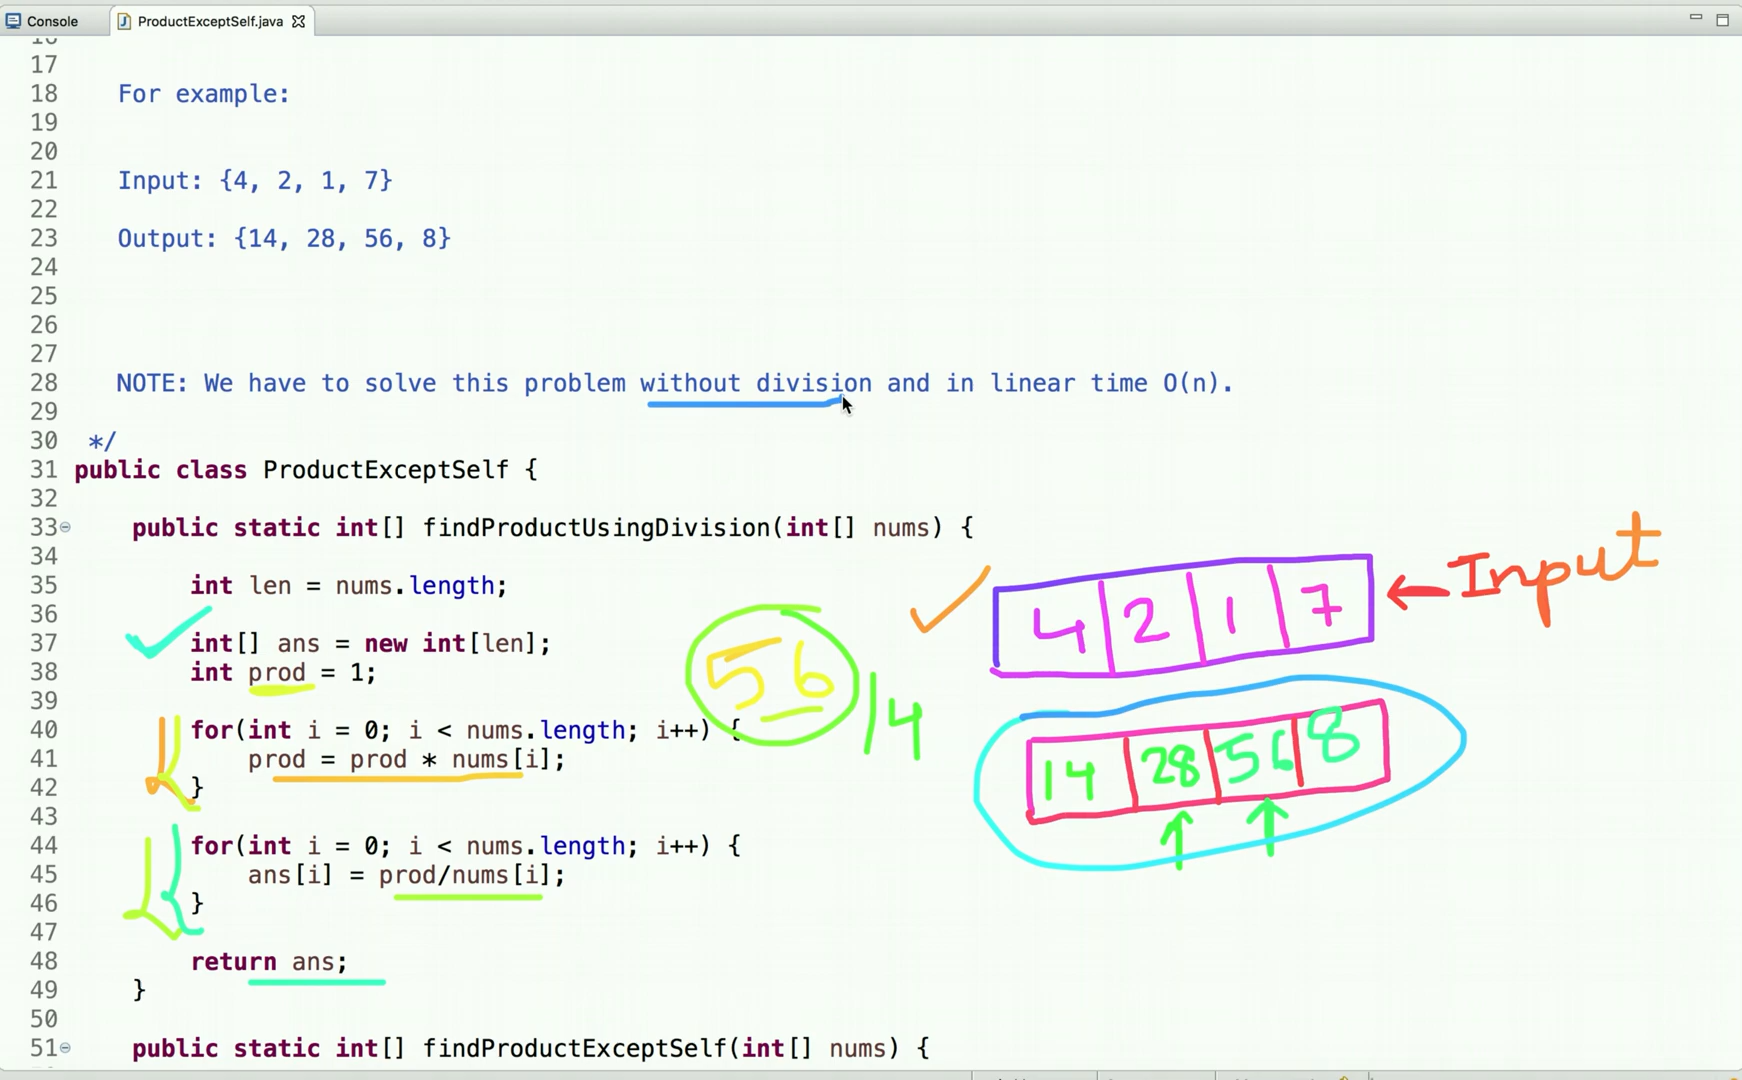 Console
ProductExceptSelf.java
16
17
18 For example:
19
20
21 Input: {4, 2, 1, 7}
22
23 Output: {14, 28, 56, 8}
24
25
26
27
28 NOTE: We have to solve this problem without division and in linear time O(n).
29
30 */
31 public class ProductExceptSelf {
32
33 public static int[] findProductUsingDivision(int[] nums) {
34
35 int len = nums.length;
36
37 int[] ans = new int[len];
38 int prod = 1;
39
40 for(int i = 0; i < nums.length; i++) {
41 prod = prod * nums[i];
42 }
43
44 for(int i = 0; i < nums.length; i++) {
45 ans[i] = prod/nums[i];
46 }
47
48 return ans;
49 }
50
51 public static int[] findProductExceptSelf(int[] nums) {
4 2 1 7 ← Input
56 /4
14 28 56 8